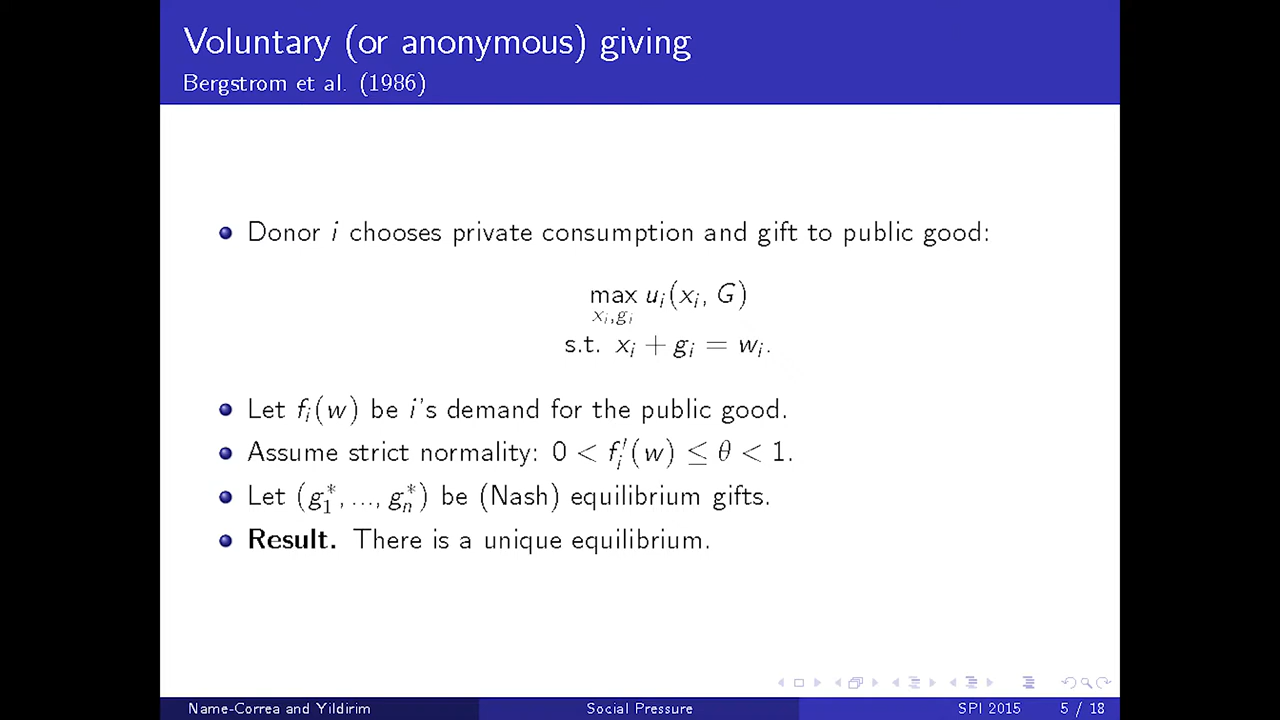 Voluntary (or anonymous) giving
Bergstrom et al. (1986)
Donor i chooses private consumption and gift to public good:
max u_i(x_i, G)
x_i,g_i
s.t. x_i + g_i = w_i.
Let f_i(w) be i's demand for the public good.
Assume strict normality: 0 < f_i′(w) ≤ θ < 1.
Let (g_1^*, ..., g_n^*) be (Nash) equilibrium gifts.
Result. There is a unique equilibrium.
Name-Correa and Yildirim Social Pressure SPI 2015 5 / 18